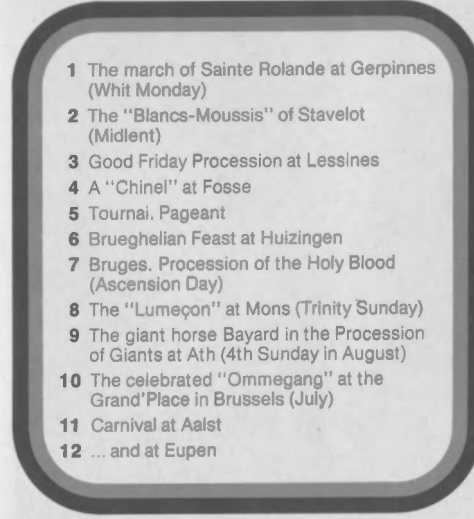 1 The march of Sainte Rolande at Gerpinnes
(Whit Monday)
2 The "Blancs-Moussis" of Stavelot
(Midlent)
3 Good Friday Procession at Lessines
4 A "Chinel" at Fosse
5 Tournai. Pageant
6 Brueghelian Feast at Huizingen
7 Bruges. Procession of the Holy Blood
(Ascension Day)
8 The "Lumeçon" at Mons (Trinity Sunday)
9 The giant horse Bayard in the Procession
of Giants at Ath (4th Sunday in August)
10 The celebrated "Ommegang" at the
Grand'Place in Brussels (July)
11 Carnival at Aalst
12 ... and at Eupen